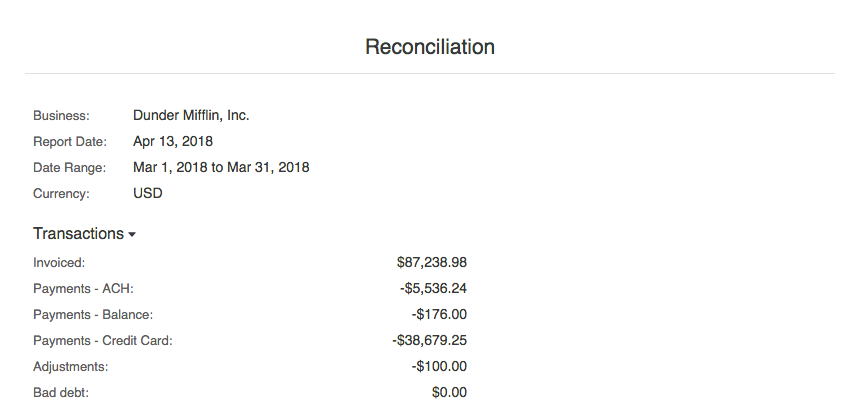 Reconciliation
Business: Dunder Mifflin, Inc.
Report Date: Apr 13, 2018
Date Range: Mar 1, 2018 to Mar 31, 2018
Currency: USD
Transactions
Invoiced: $87,238.98
Payments - ACH: -$5,536.24
Payments - Balance: -$176.00
Payments - Credit Card: -$38,679.25
Adjustments: -$100.00
Bad debt: $0.00